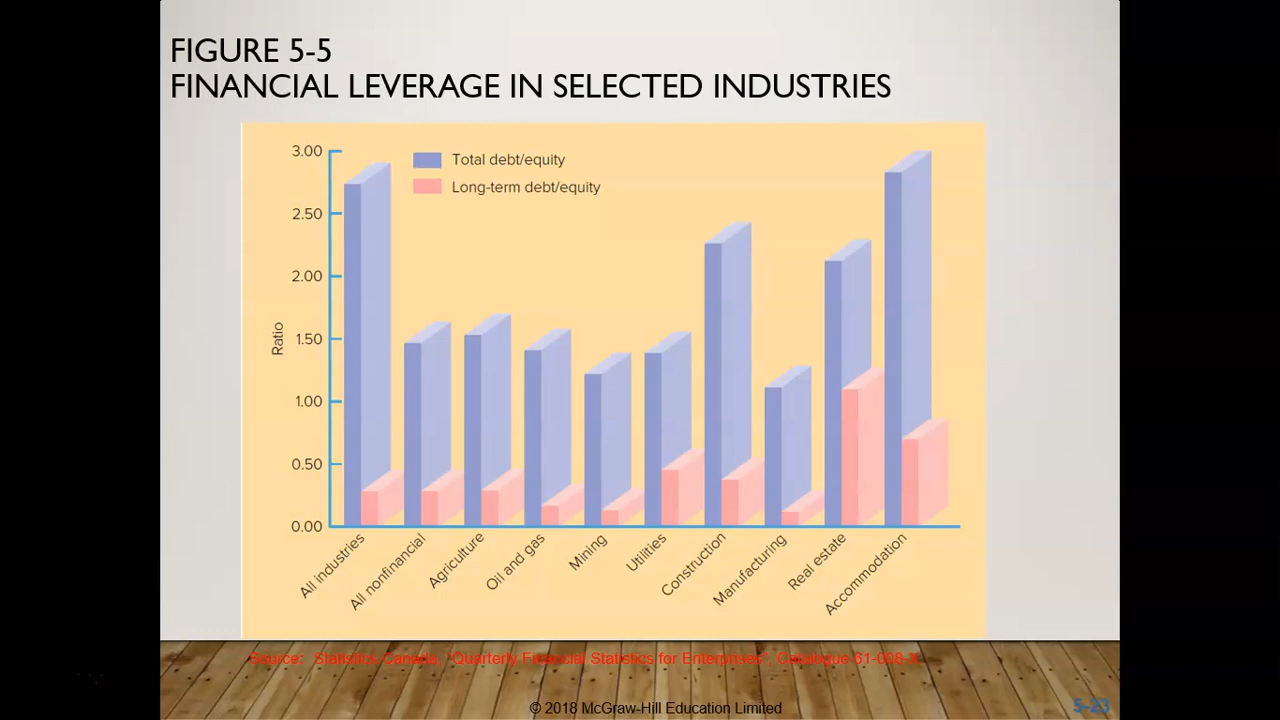 FIGURE 5-5
FINANCIAL LEVERAGE IN SELECTED INDUSTRIES
Total debt/equity
Long-term debt/equity
3.00
2.50
2.00
1.50
1.00
0.50
0.00
Ratio
All industries
All nonfinancial
Agriculture
Oil and gas
Mining
Utilities
Construction
Manufacturing
Real estate
Accommodation
Source: Statistics Canada, "Quarterly Financial Statistics for Enterprises", Catalogue 61-008-X
© 2018 McGraw-Hill Education Limited
5-23